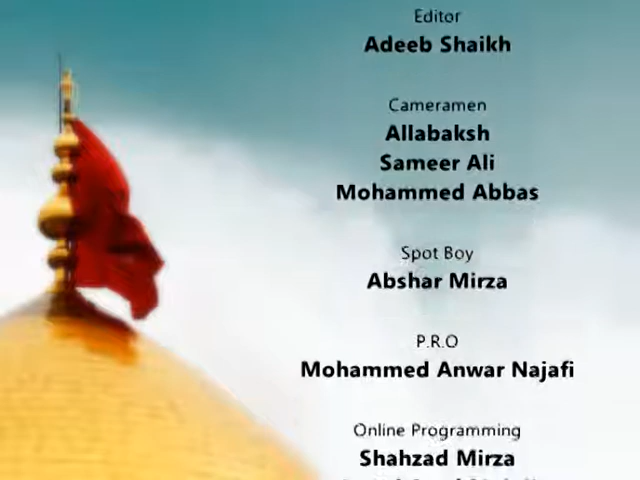 Editor
Adeeb Shaikh
Cameramen
Allabaksh
Sameer Ali
Mohammed Abbas
Spot Boy
Abshar Mirza
P.R.O
Mohammed Anwar Najafi
Online Programming
Shahzad Mirza